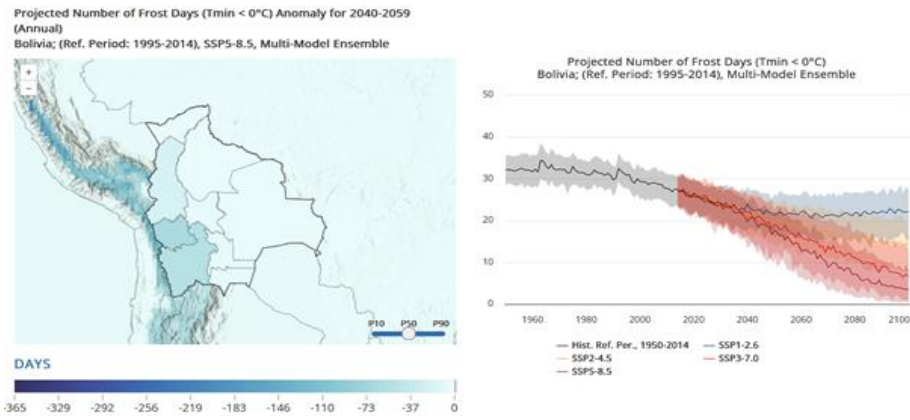 Projected Number of Frost Days (Tmin < 0°C) Anomaly for 2040-2059
(Annual)
Bolivia; (Ref. Period: 1995-2014), SSP5-8.5, Multi-Model Ensemble
+
−
P10 P50 P90
DAYS
-365 -329 -292 -256 -219 -183 -146 -110 -73 -37 0
Projected Number of Frost Days (Tmin < 0°C)
Bolivia; (Ref. Period: 1995-2014), Multi-Model Ensemble
50
40
30
20
10
0
1960 1980 2000 2020 2040 2060 2080 2100
Hist. Ref. Per., 1950-2014 SSP1-2.6
SSP2-4.5 SSP3-7.0
SSP5-8.5